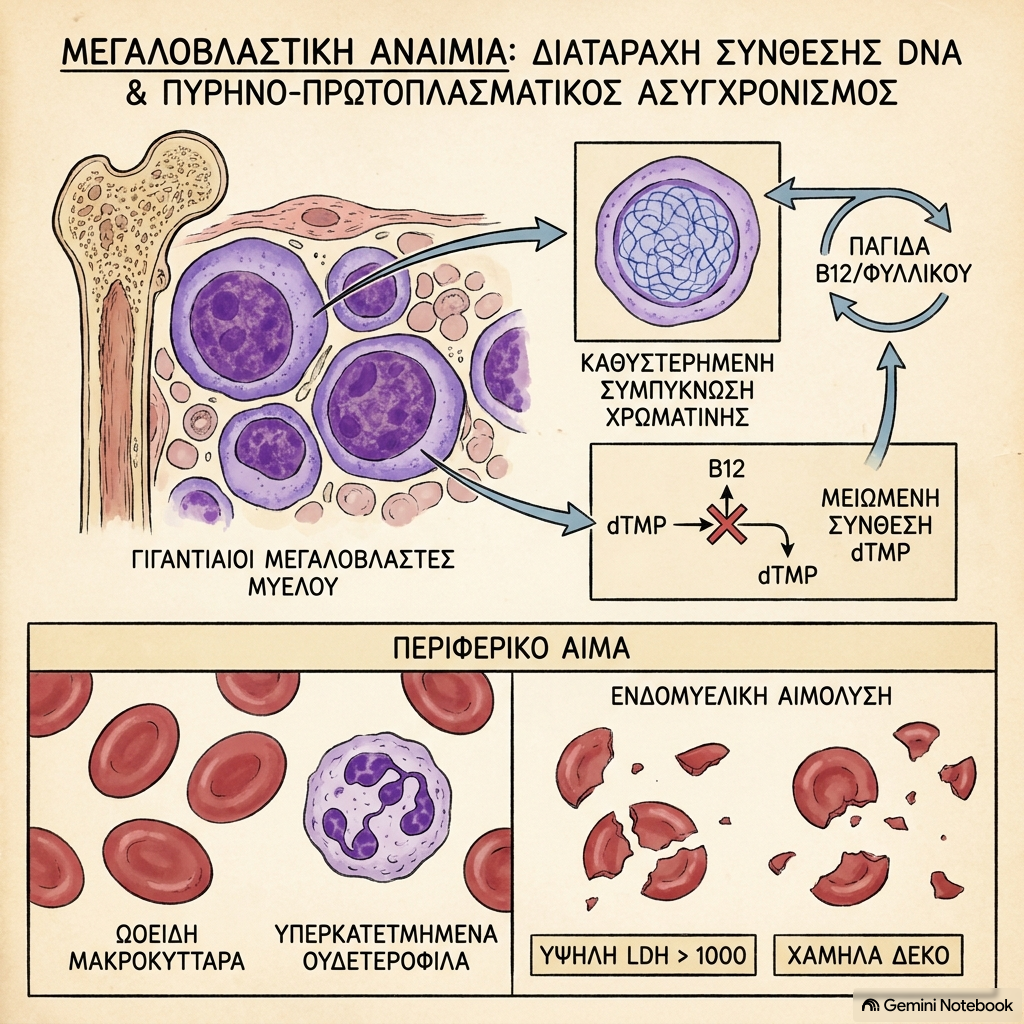 ΜΕΓΑΛΟΒΛΑΣΤΙΚΗ ΑΝΑΙΜΙΑ: ΔΙΑΤΑΡΑΧΗ ΣΥΝΘΕΣΗΣ DNA
& ΠΥΡΗΝΟ-ΠΡΩΤΟΠΛΑΣΜΑΤΙΚΟΣ ΑΣΥΓΧΡΟΝΙΣΜΟΣ
ΠΑΓΙΔΑ
B12/ΦΥΛΛΙΚΟΥ
ΚΑΘΥΣΤΕΡΗΜΕΝΗ
ΣΥΜΠΥΚΝΩΣΗ
ΧΡΩΜΑΤΙΝΗΣ
B12
dTMP
dTMP
ΜΕΙΩΜΕΝΗ
ΣΥΝΘΕΣΗ
dTMP
ΓΙΓΑΝΤΙΑΙΟΙ ΜΕΓΑΛΟΒΛΑΣΤΕΣ
ΜΥΕΛΟΥ
ΠΕΡΙΦΕΡΙΚΟ ΑΙΜΑ
ΩΟΕΙΔΗ
ΜΑΚΡΟΚΥΤΤΑΡΑ
ΥΠΕΡΚΑΤΕΤΜΗΜΕΝΑ
ΟΥΔΕΤΕΡΟΦΙΛΑ
ΕΝΔΟΜΥΕΛΙΚΗ ΑΙΜΟΛΥΣΗ
ΥΨΗΛΗ LDH > 1000
ΧΑΜΗΛΑ ΔΕΚΟ
Gemini Notebook